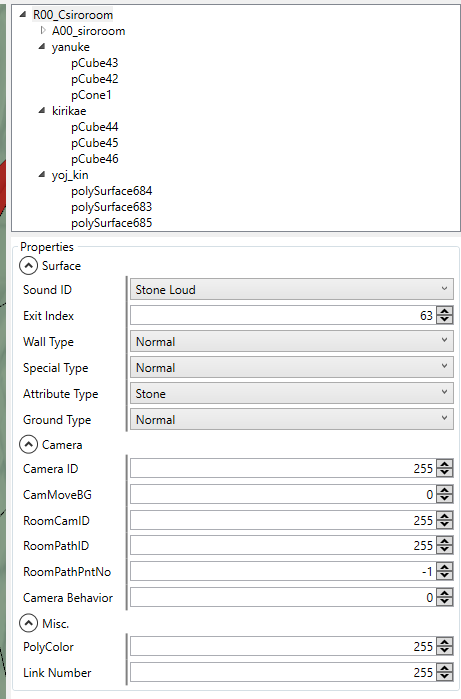 R00_Csiroroom
A00_siroroom
yanuke
pCube43
pCube42
pCone1
kirikae
pCube44
pCube45
pCube46
yoj_kin
polySurface684
polySurface683
polySurface685
Properties
Surface
Sound ID Stone Loud
Exit Index 63
Wall Type Normal
Special Type Normal
Attribute Type Stone
Ground Type Normal
Camera
Camera ID 255
CamMoveBG 0
RoomCamID 255
RoomPathID 255
RoomPathPntNo -1
Camera Behavior 0
Misc.
PolyColor 255
Link Number 255